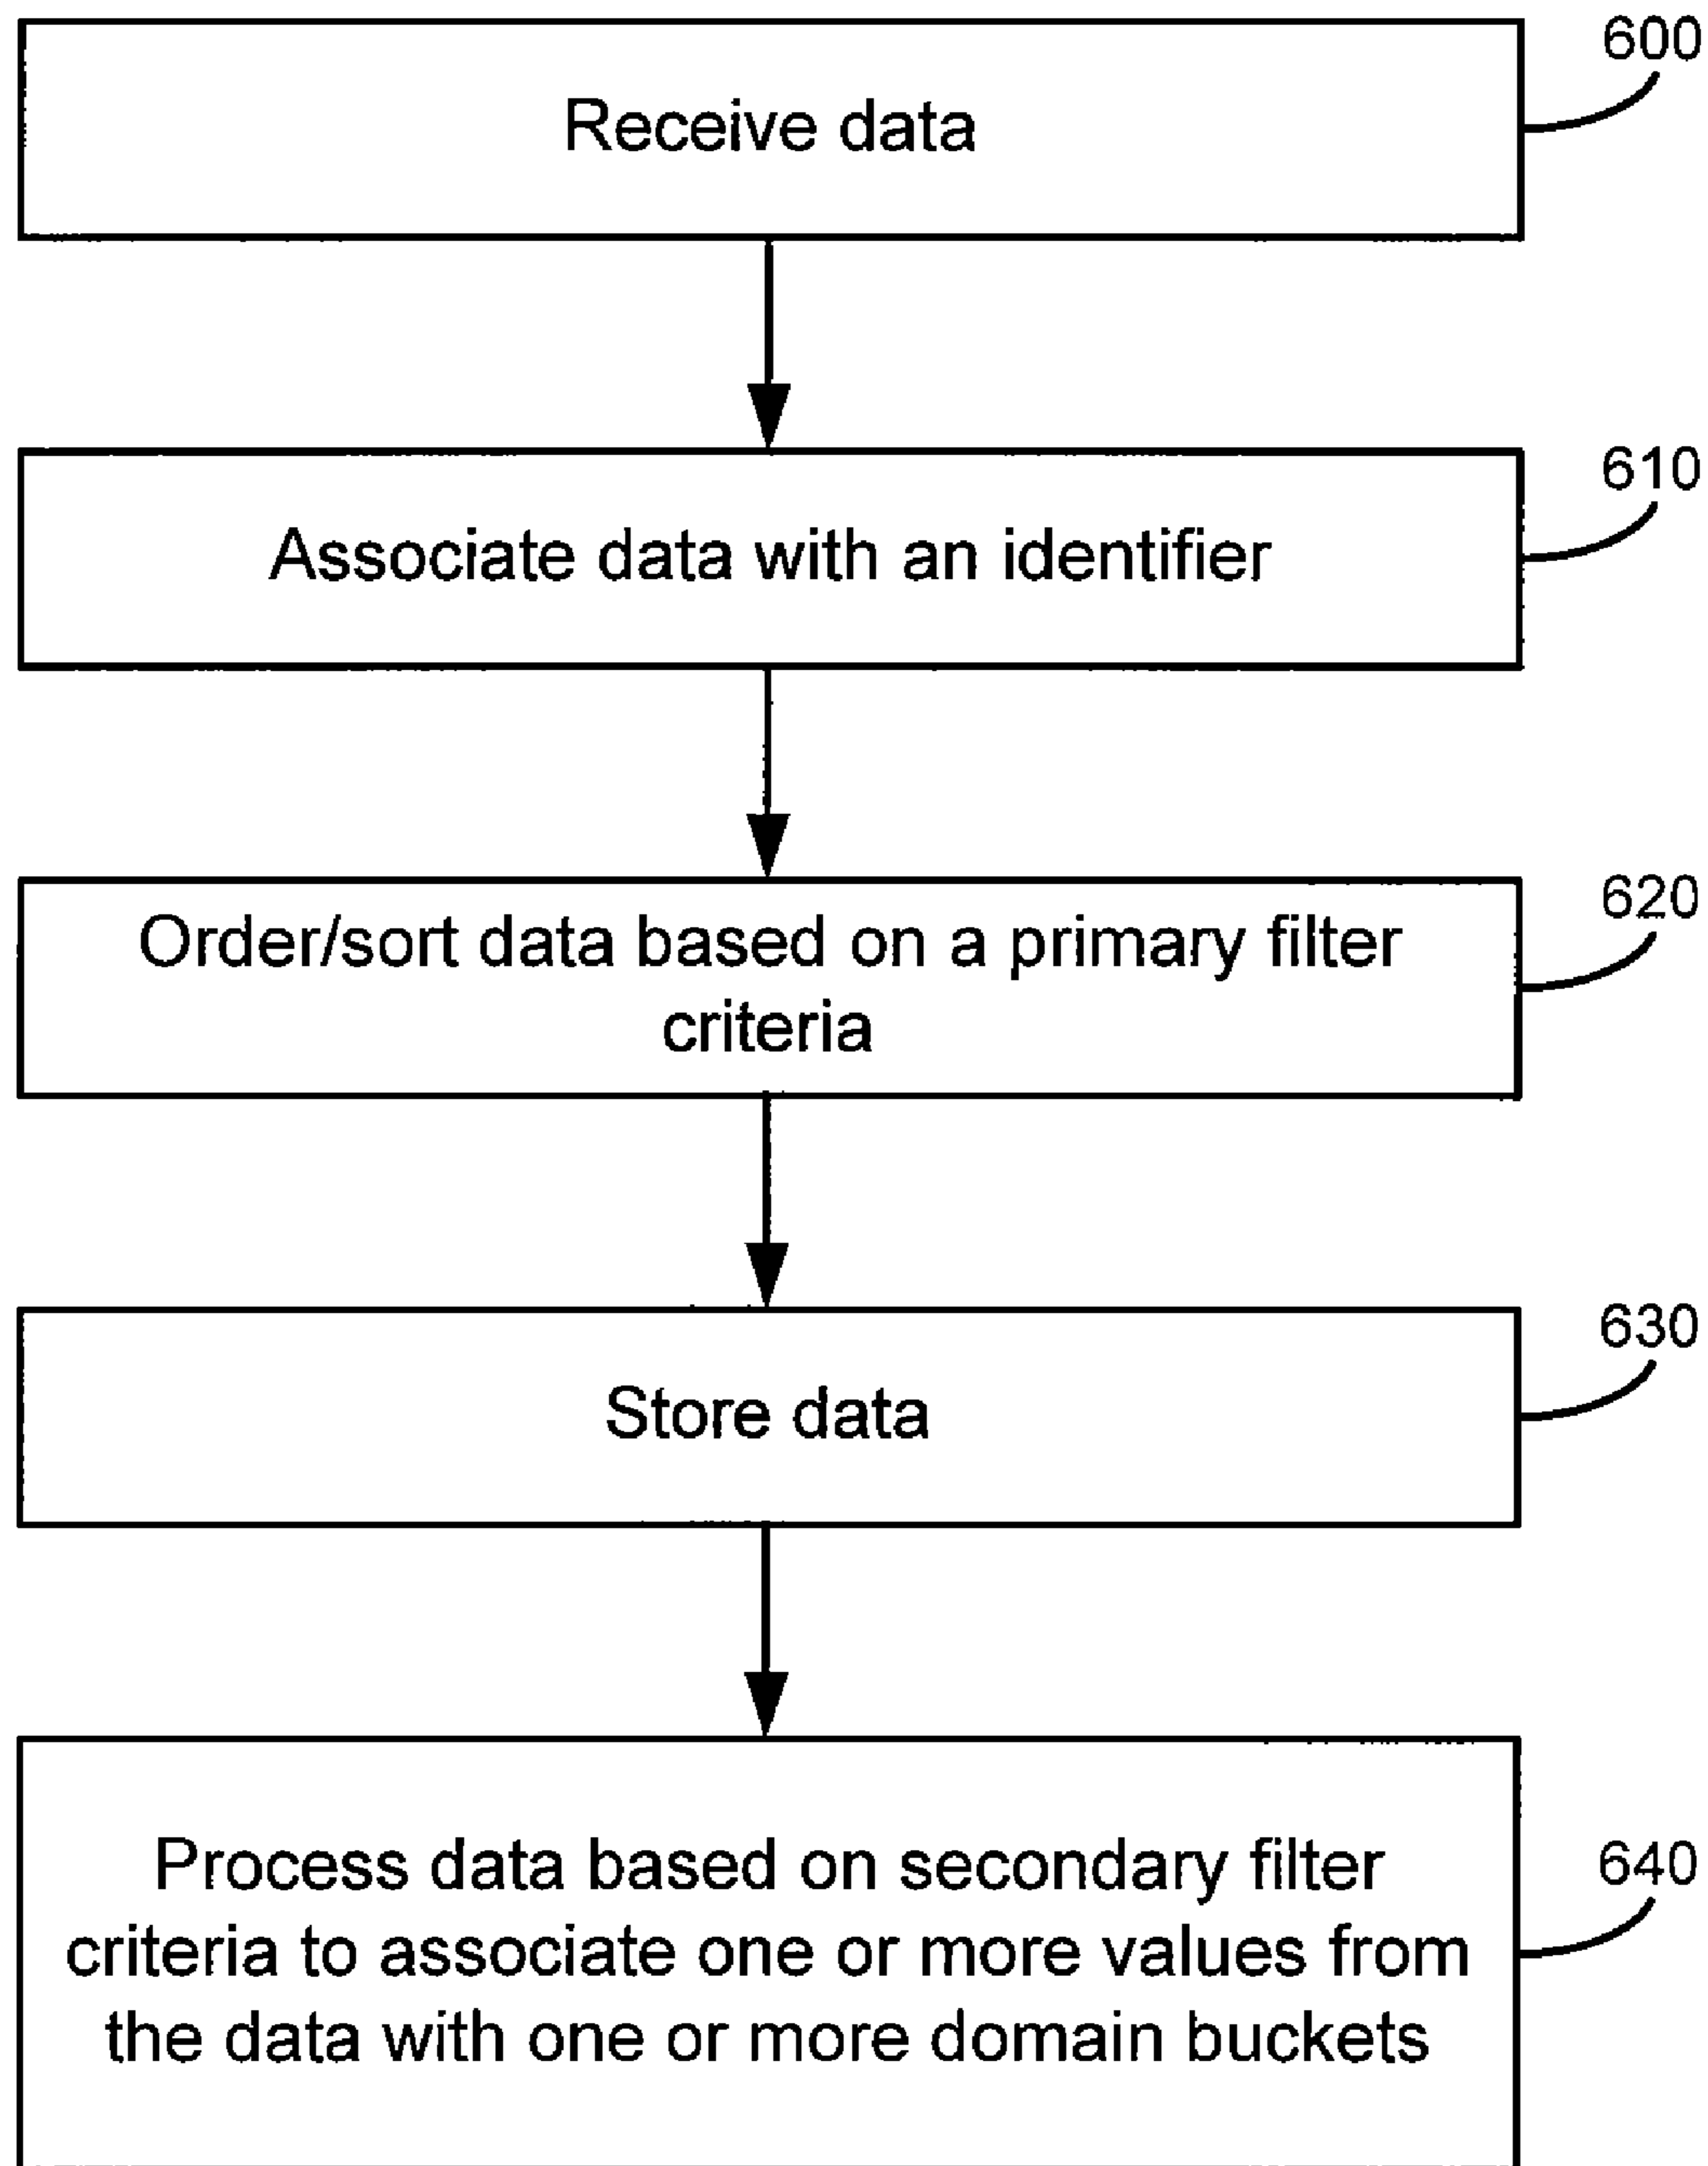 600
Receive data
610
Associate data with an identifier
620
Order/sort data based on a primary filter
criteria
630
Store data
640
Process data based on secondary filter
criteria to associate one or more values from
the data with one or more domain buckets